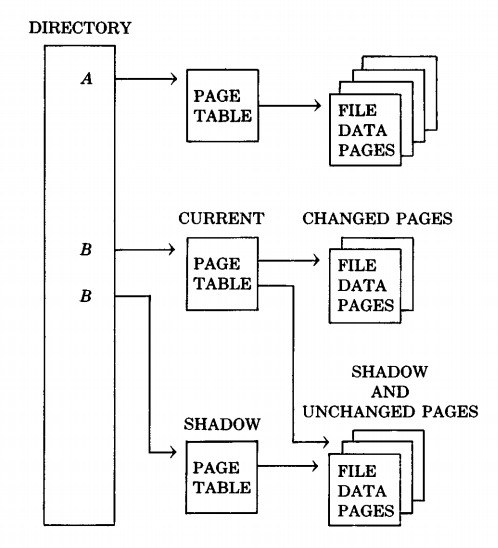 DIRECTORY
A
PAGE
TABLE
FILE
DATA
PAGES
CURRENT
CHANGED PAGES
B
PAGE
TABLE
FILE
DATA
PAGES
B
SHADOW
AND
UNCHANGED PAGES
SHADOW
PAGE
TABLE
FILE
DATA
PAGES